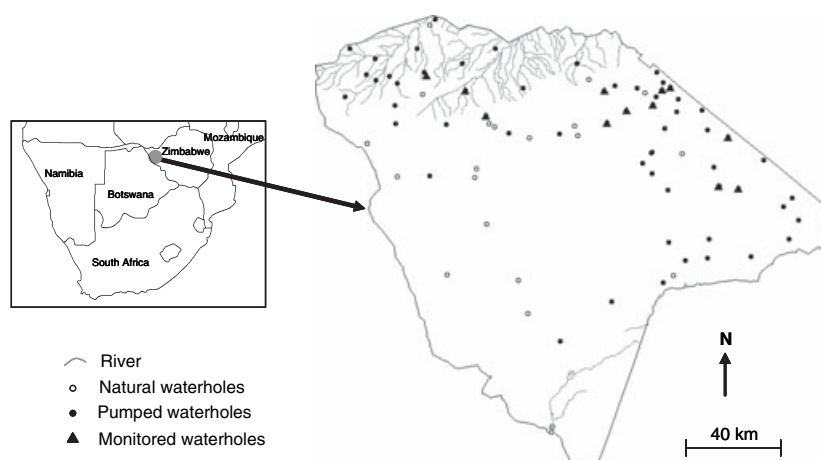 Mozambique
Zimbabwe
Namibia
Botswana
South Africa
River
Natural waterholes
Pumped waterholes
Monitored waterholes
N
40 km